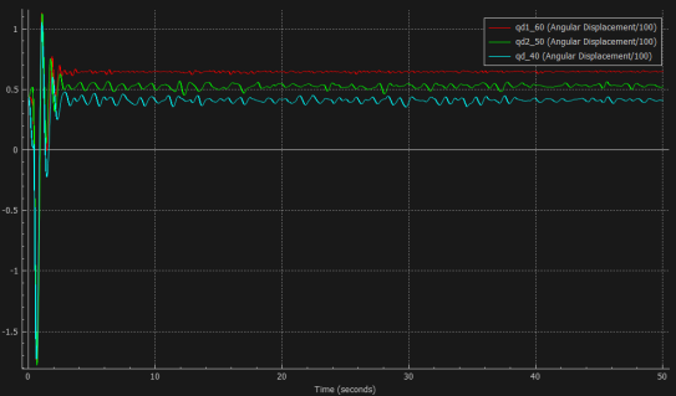 qd1_60 (Angular Displacement/100)
qd2_50 (Angular Displacement/100)
qd_40 (Angular Displacement/100)
1
0.5
0
-0.5
-1
-1.5
0 10 20 30 40 50
Time (seconds)